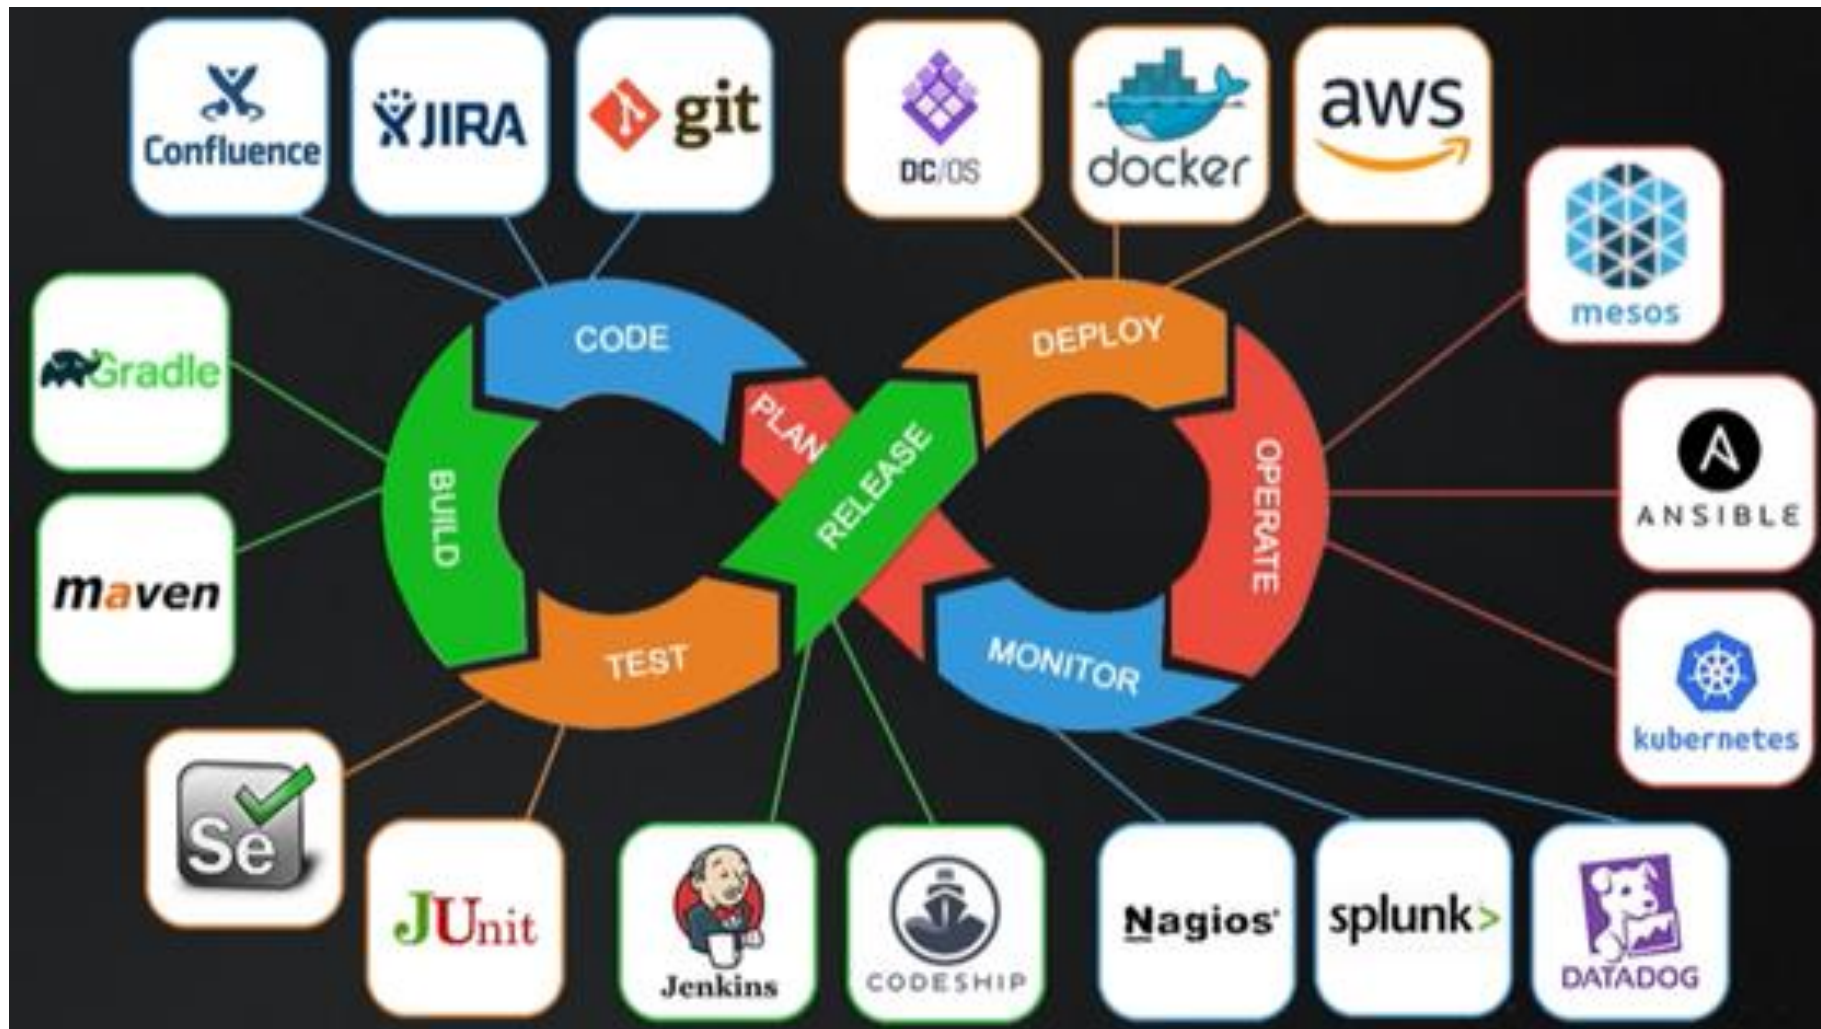 Confluence
JIRA
git
DC/OS
docker
aws
mesos
Gradle
CODE
DEPLOY
PLAN
RELEASE
OPERATE
BUILD
ANSIBLE
maven
TEST
MONITOR
kubernetes
Se
JUnit
Jenkins
CODESHIP
Nagios®
splunk>
DATADOG